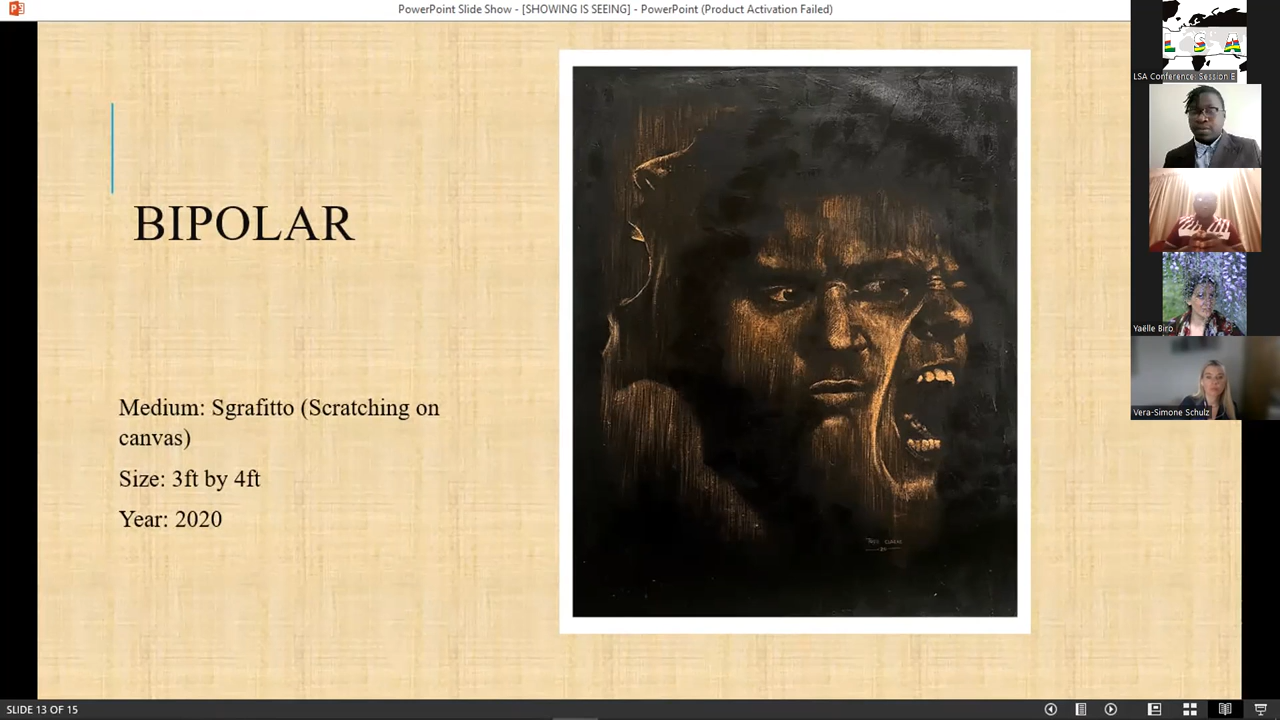 PowerPoint Slide Show - [SHOWING IS SEEING] - PowerPoint (Product Activation Failed)
LSA
LSA Conference: Session E
BIPOLAR
Medium: Sgrafitto (Scratching on
canvas)
Size: 3ft by 4ft
Year: 2020
Yaëlle Biro
Vera-Simone Schulz
SLIDE 13 OF 15